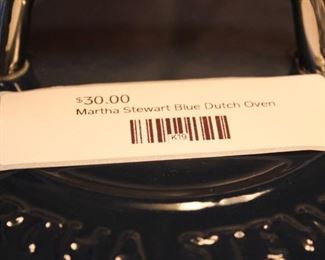 $30.00
Martha Stewart Blue Dutch Oven
K19